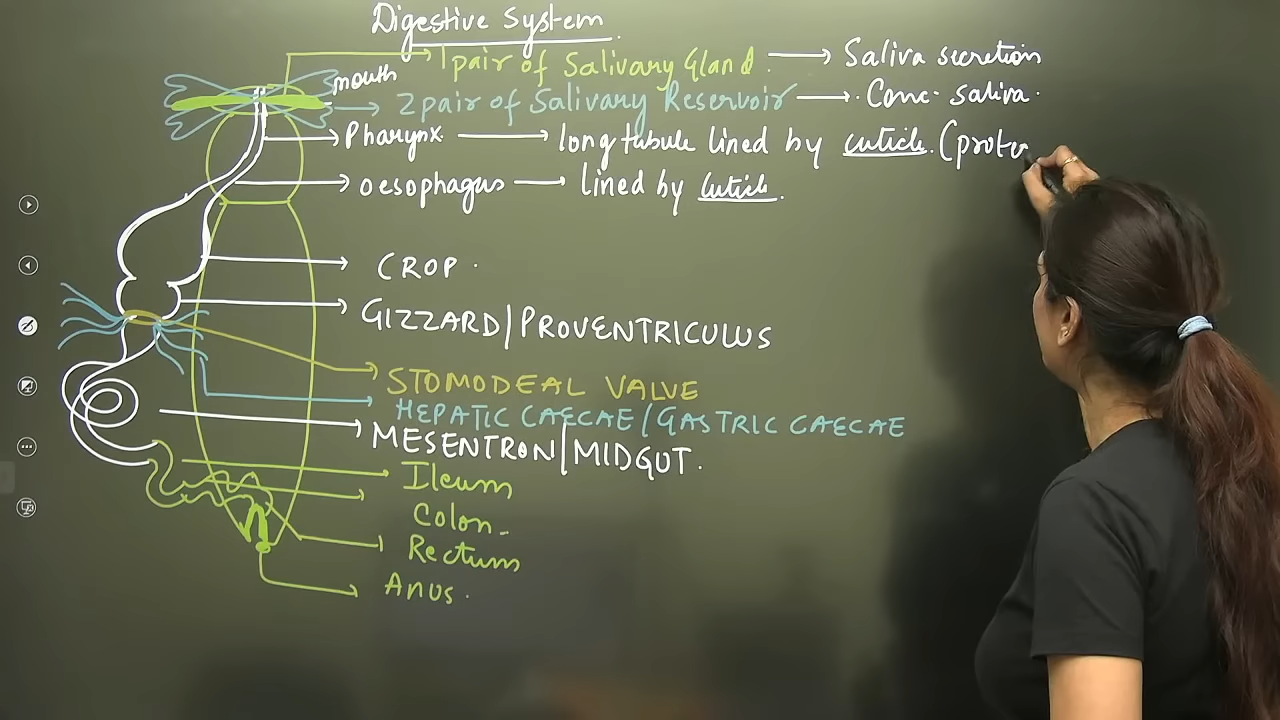 Digestive System.
1 pair of Salivary Gland. → Saliva secretion
mouth
2 pair of Salivary Reservoir → Conc. saliva.
Pharynx → long tubule lined by cuticle. (prote
oesophagus → lined by cuticle.
CROP.
GIZZARD/PROVENTRICULUS
STOMODEAL VALVE
HEPATIC CAECAE/GASTRIC CAECAE
MESENTRON/MIDGUT.
Ileum
Colon
Rectum
Anus.